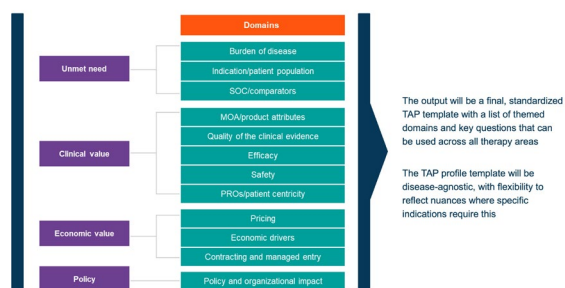 Domains
Unmet need
Burden of disease
Indication/patient population
SOC/comparators
Clinical value
MOA/product attributes
Quality of the clinical evidence
Efficacy
Safety
PROs/patient centricity
Economic value
Pricing
Economic drivers
Contracting and managed entry
Policy
Policy and organizational impact
The output will be a final, standardized
TAP template with a list of themed
domains and key questions that can
be used across all therapy areas
The TAP profile template will be
disease-agnostic, with flexibility to
reflect nuances where specific
indications require this